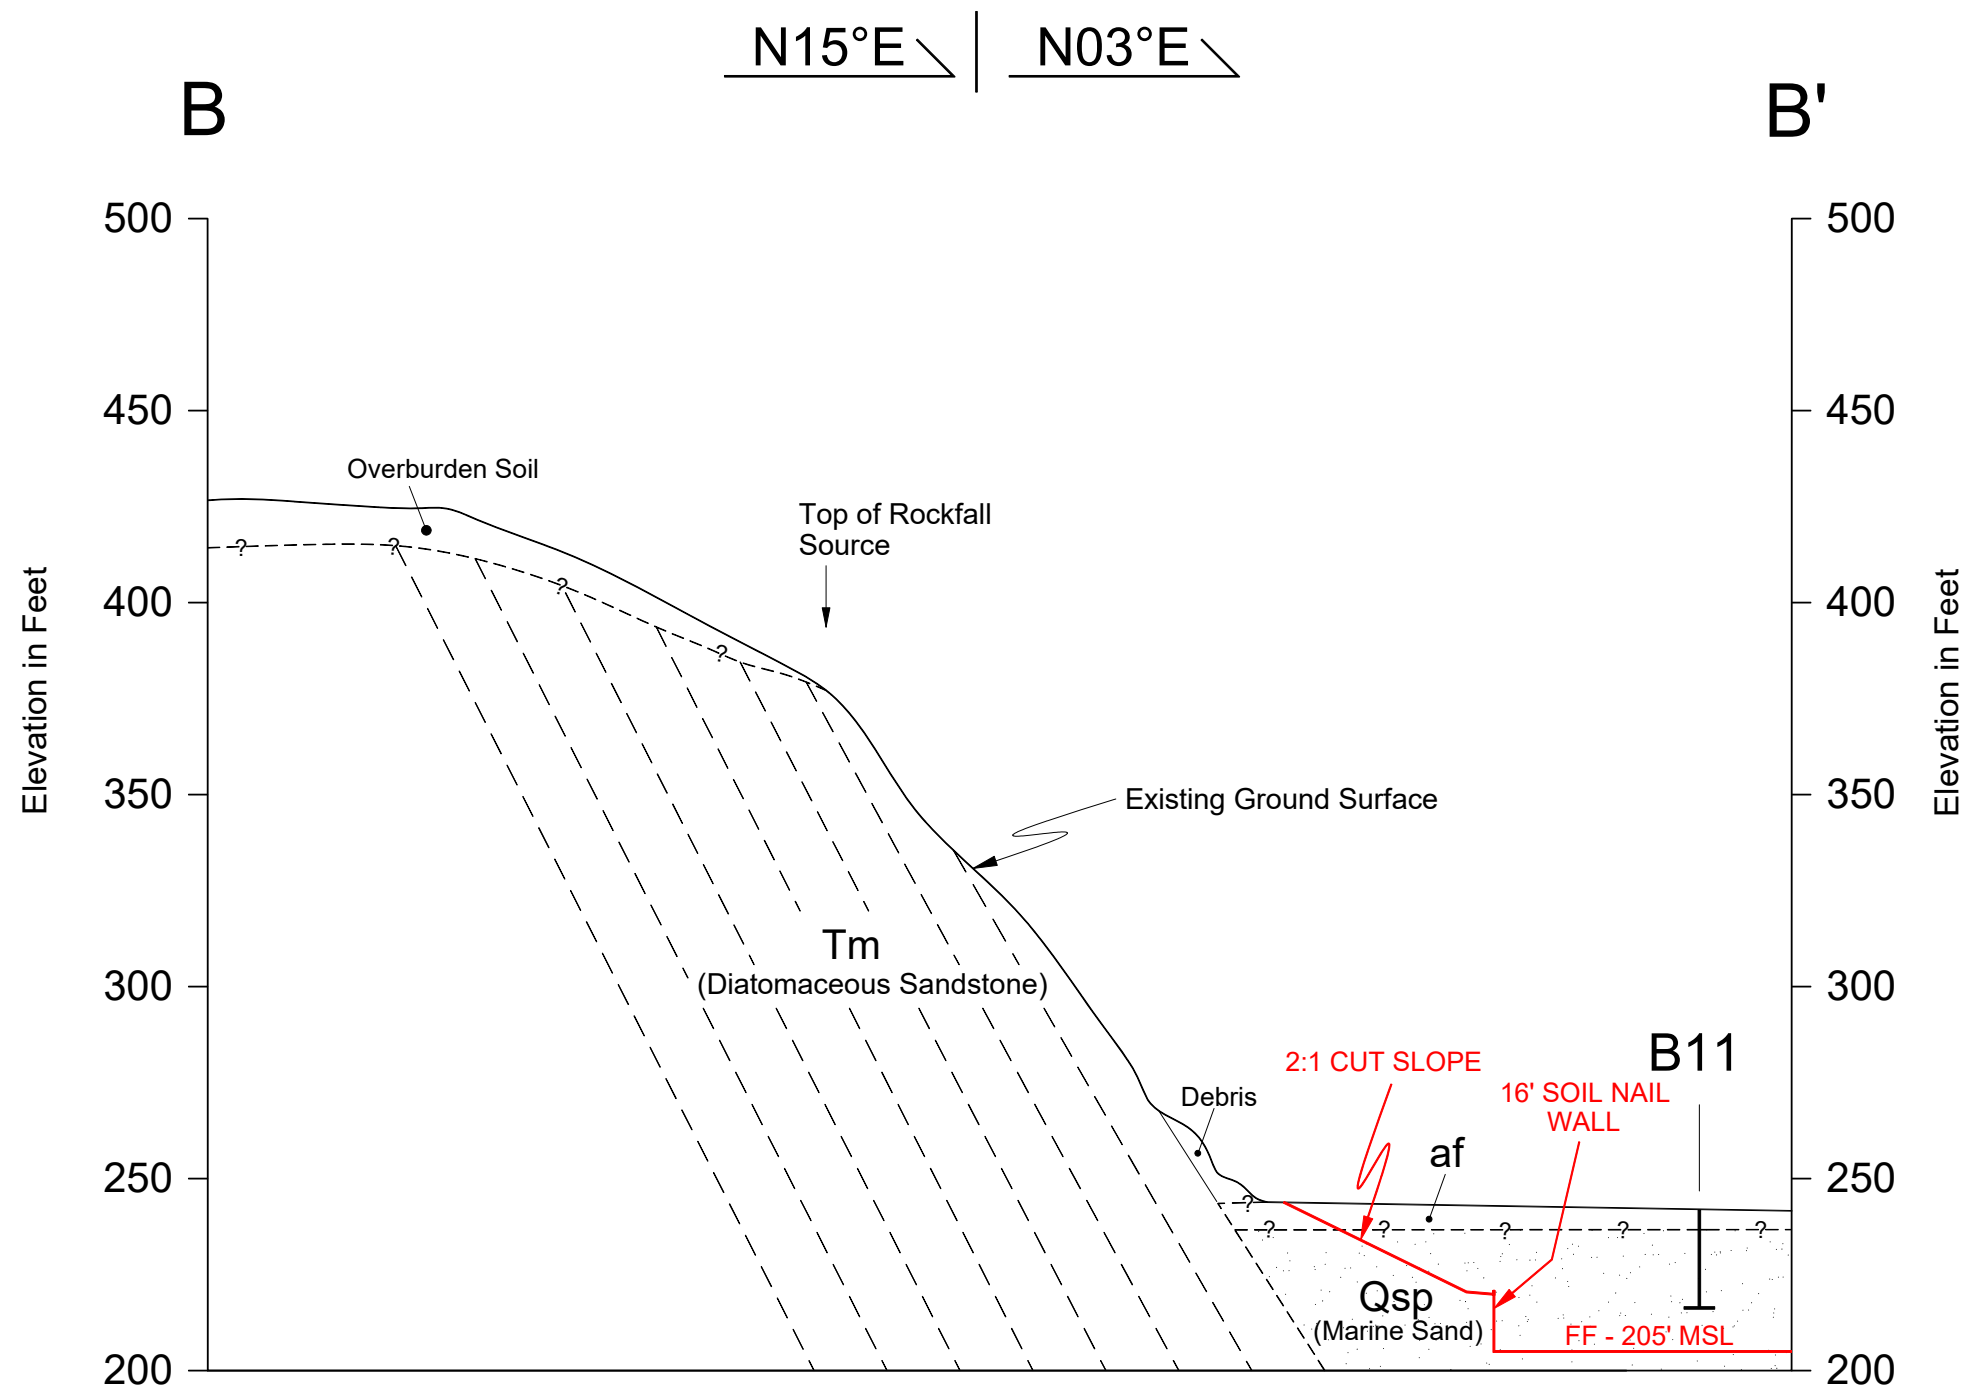 N15°E N03°E
B B'
500 500
450 450
Overburden Soil
Top of Rockfall
Source
? ? ? ?
400 400
Elevation in Feet Elevation in Feet
350 350
Existing Ground Surface
Tm
(Diatomaceous Sandstone)
300 300
B11
2:1 CUT SLOPE
16' SOIL NAIL
WALL
Debris
af
250 250
?
? ? ? ? ?
Qsp
(Marine Sand)
FF - 205' MSL
200 200